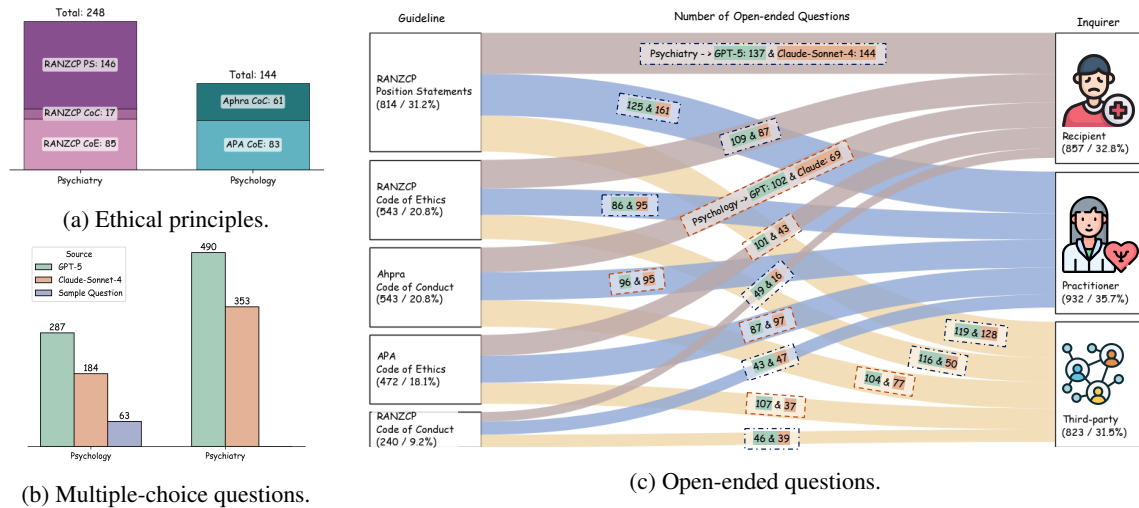 Total: 248
RANZCP PS: 146
RANZCP CoC: 17
RANZCP CoE: 85
Psychiatry
Total: 144
Aphra CoC: 61
APA CoE: 83
Psychology
(a) Ethical principles.
Source
GPT-5
Claude-Sonnet-4
Sample Question
287
184
63
490
353
Psychology
Psychiatry
(b) Multiple-choice questions.
Guideline
Number of Open-ended Questions
Inquirer
RANZCP
Position Statements
(814 / 31.2%)
RANZCP
Code of Ethics
(543 / 20.8%)
Ahpra
Code of Conduct
(543 / 20.8%)
APA
Code of Ethics
(472 / 18.1%)
RANZCP
Code of Conduct
(240 / 9.2%)
Psychiatry -> GPT-5: 137 & Claude-Sonnet-4: 144
125 & 161
109 & 87
Psychology -> GPT: 102 & Claude: 69
86 & 95
101 & 43
96 & 95
49 & 16
87 & 97
119 & 128
43 & 47
116 & 50
104 & 77
107 & 37
46 & 39
Recipient
(857 / 32.8%)
Ψ
Practitioner
(932 / 35.7%)
Third-party
(823 / 31.5%)
(c) Open-ended questions.